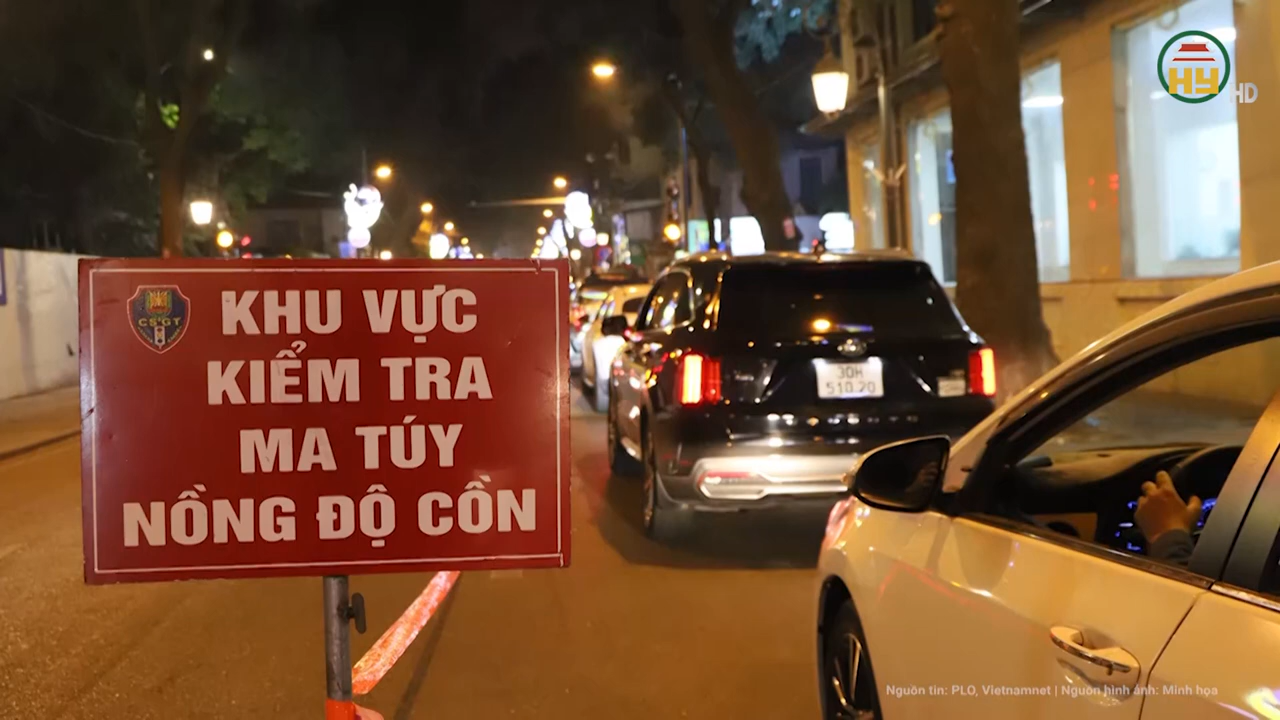 HY HD
CSGT
KHU VỰC
KIỂM TRA
MA TÚY
NỒNG ĐỘ CỒN
30H
510.20
Nguồn tin: PLO, Vietnamnet | Nguồn hình ảnh: Minh họa